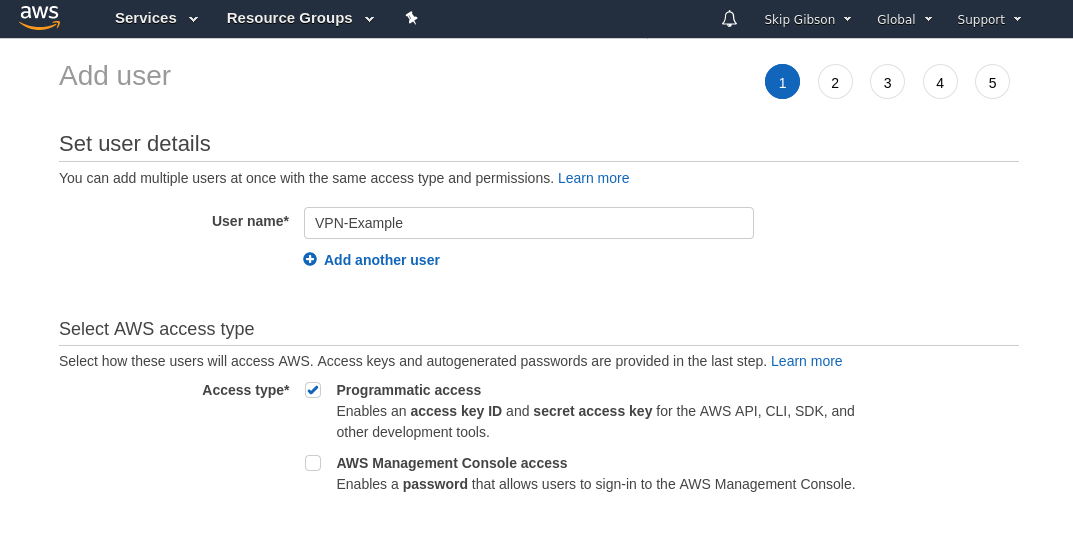 aws Services Resource Groups Skip Gibson Global Support
Add user 1 2 3 4 5
Set user details
You can add multiple users at once with the same access type and permissions. Learn more
User name* VPN-Example
Add another user
Select AWS access type
Select how these users will access AWS. Access keys and autogenerated passwords are provided in the last step. Learn more
Access type* Programmatic access
Enables an access key ID and secret access key for the AWS API, CLI, SDK, and
other development tools.
AWS Management Console access
Enables a password that allows users to sign-in to the AWS Management Console.